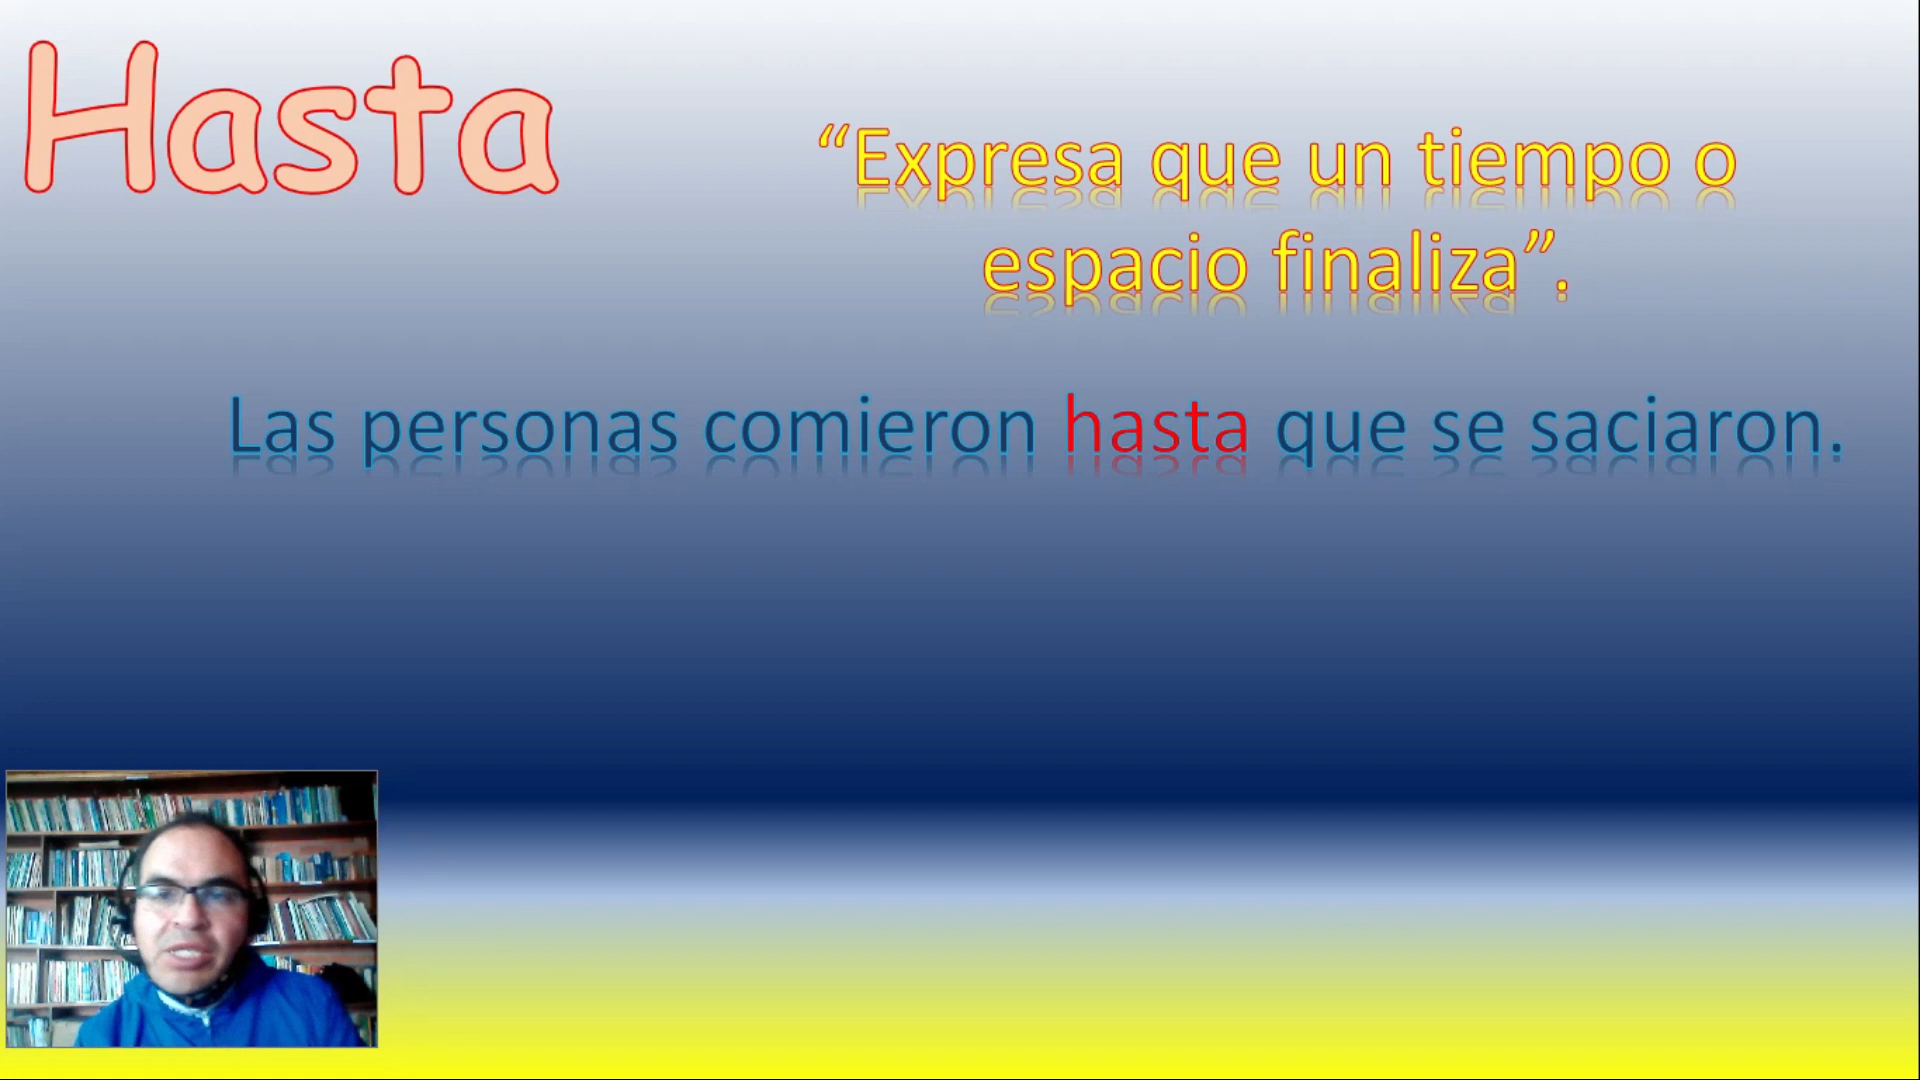 Hasta
“Expresa que un tiempo o
espacio finaliza”.
Las personas comieron hasta que se saciaron.